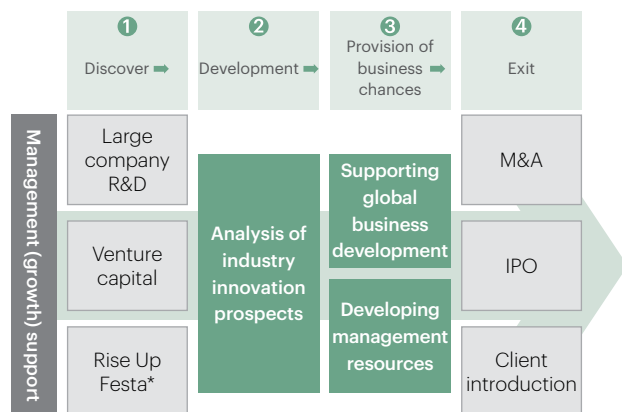 1
Discover ➡
2
Development ➡
3
Provision of
business ➡
chances
4
Exit
Management (growth) support
Large
company
R&D
Venture
capital
Rise Up
Festa*
Analysis of
industry
innovation
prospects
Supporting
global
business
development
Developing
management
resources
M&A
IPO
Client
introduction